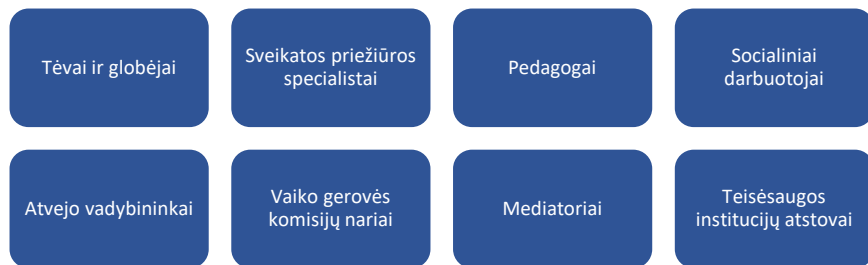 Tėvai ir globėjai
Sveikatos priežiūros
specialistai
Pedagogai
Socialiniai
darbuotojai
Atvejo vadybininkai
Vaiko gerovės
komisijų nariai
Mediatoriai
Teisėsaugos
institucijų atstovai